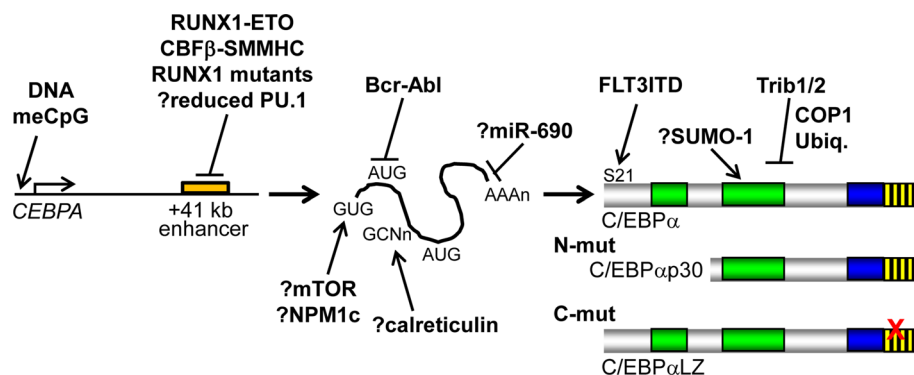 DNA
meCpG
CEBPA
RUNX1-ETO
CBFβ-SMMHC
RUNX1 mutants
?reduced PU.1
+41 kb
enhancer
Bcr-Abl
AUG
GUG
GCNn
AUG
AAAn
?miR-690
?mTOR
?NPM1c
?calreticulin
FLT3ITD
S21
?SUMO-1
Trib1/2
COP1
Ubiq.
C/EBPα
N-mut
C/EBPαp30
C-mut
X
C/EBPαLZ